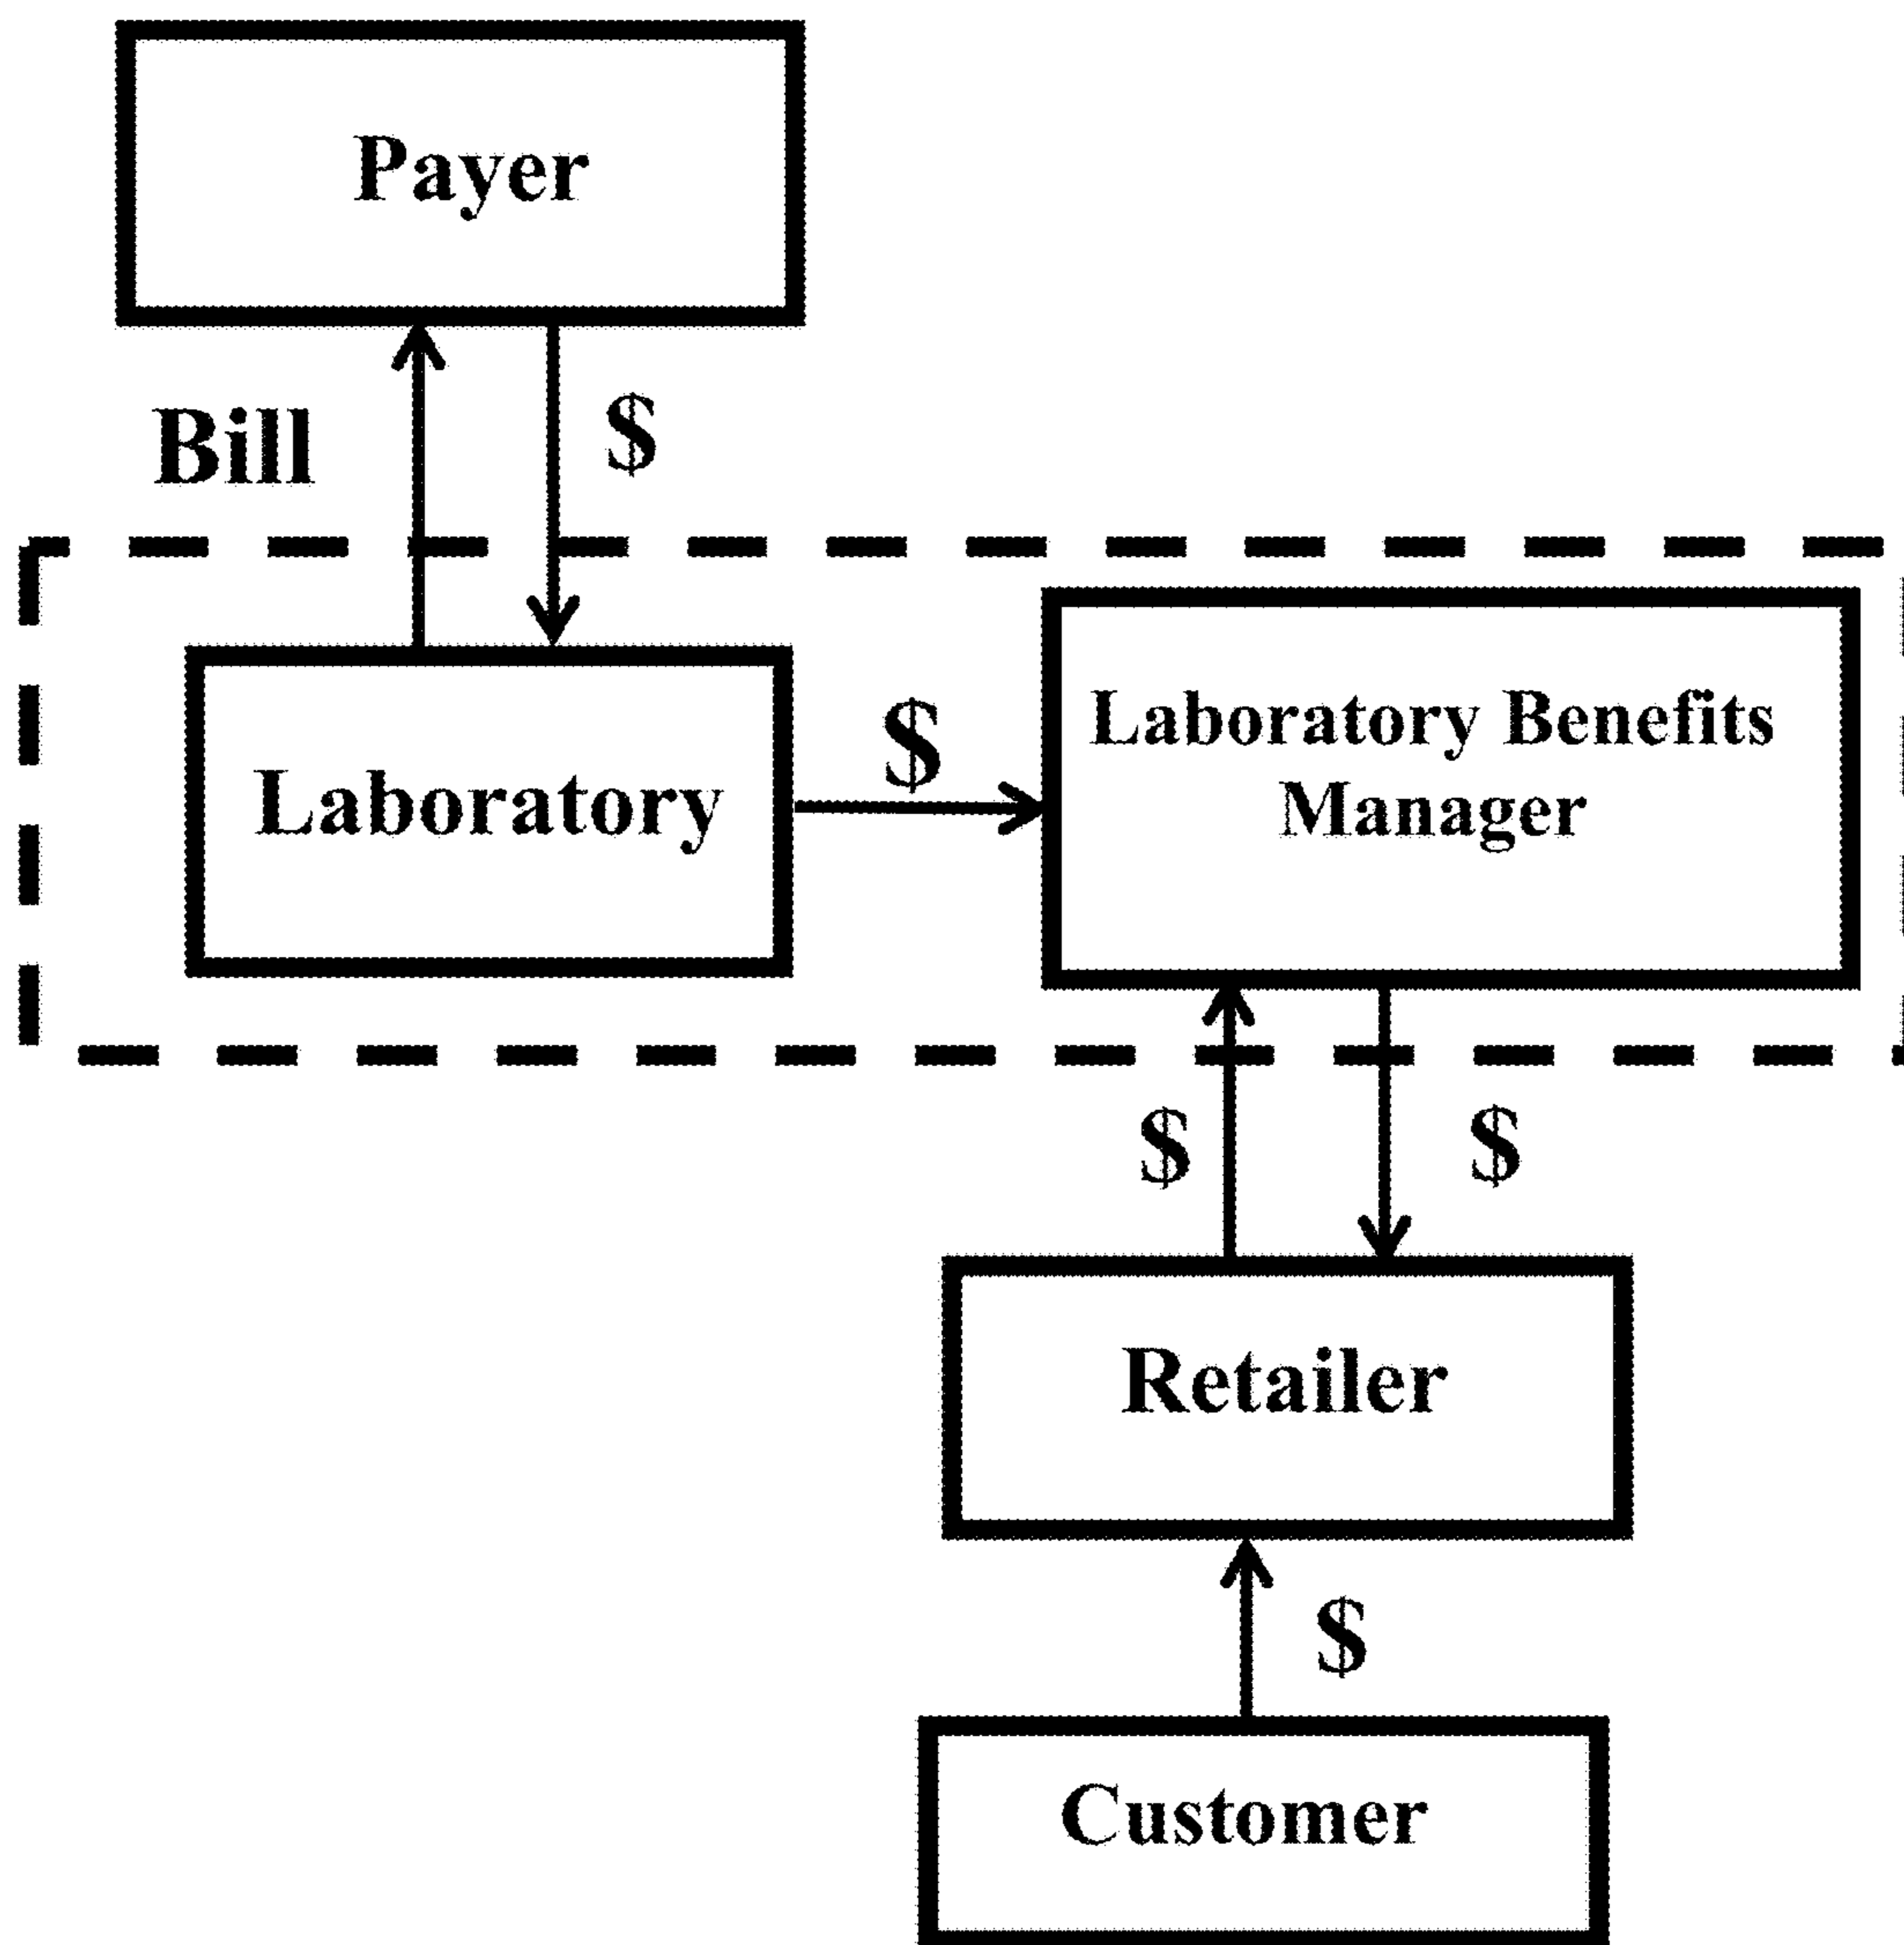 Payer
Bill
$
Laboratory
$
Laboratory Benefits
Manager
$
$
Retailer
$
Customer